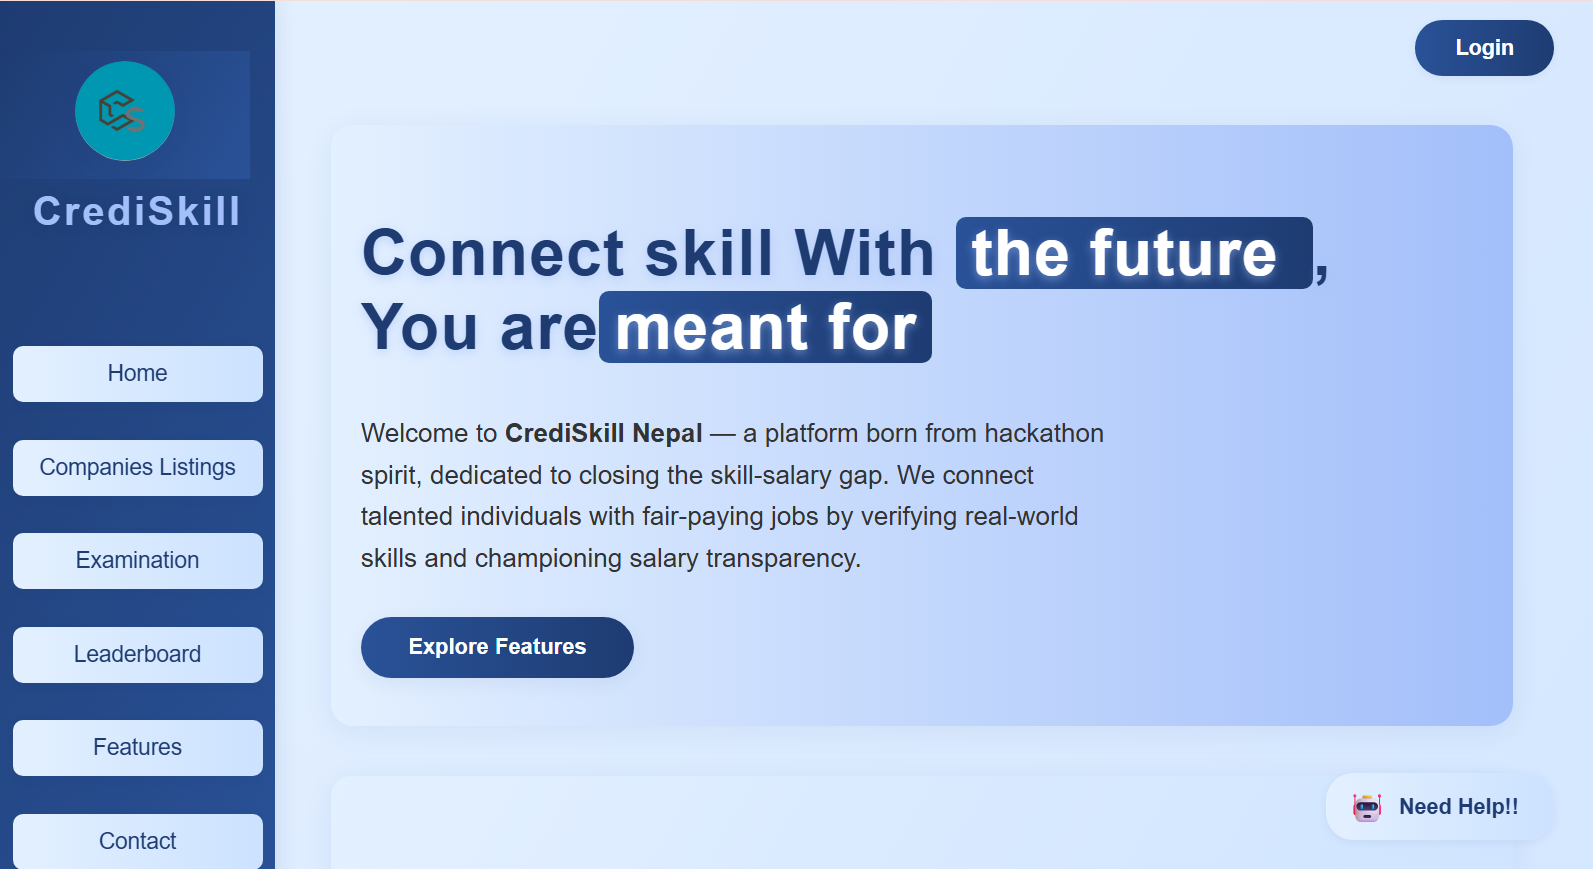 CS
CrediSkill
Home
Companies Listings
Examination
Leaderboard
Features
Contact
Login
Connect skill With the future ,
You are meant for
Welcome to CrediSkill Nepal — a platform born from hackathon
spirit, dedicated to closing the skill-salary gap. We connect
talented individuals with fair-paying jobs by verifying real-world
skills and championing salary transparency.
Explore Features
Need Help!!